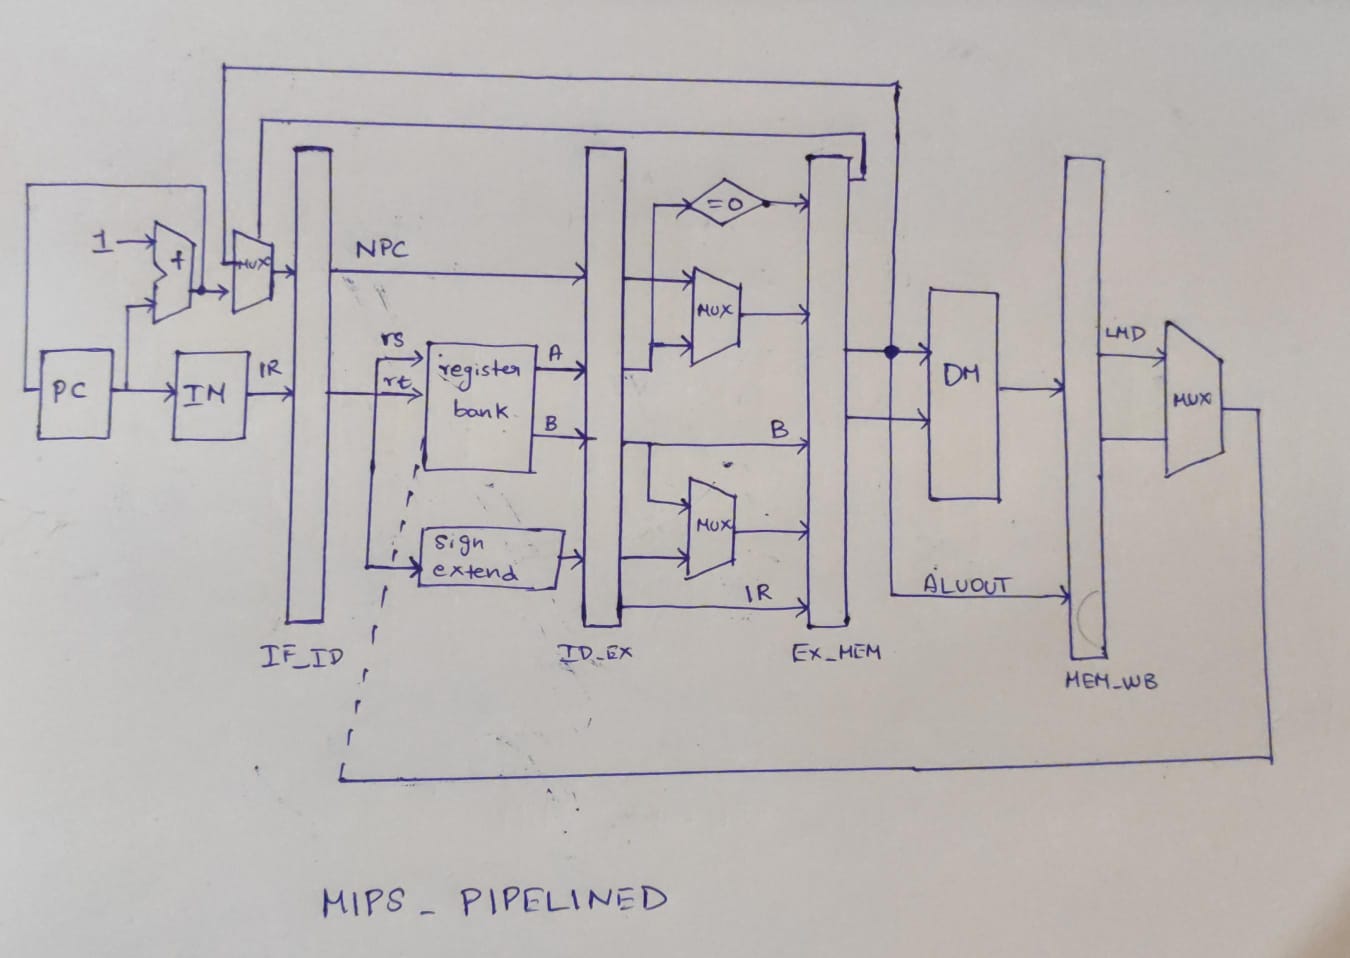 1
+
MUX
PC
IM
IR
NPC
rs
rt
register
bank
A
B
sign
extend
=0
MUX
B
MUX
IR
DM
ALUOUT
LMD
MUX
IF_ID
ID_EX
EX_MEM
MEM_WB
MIPS_ PIPELINED